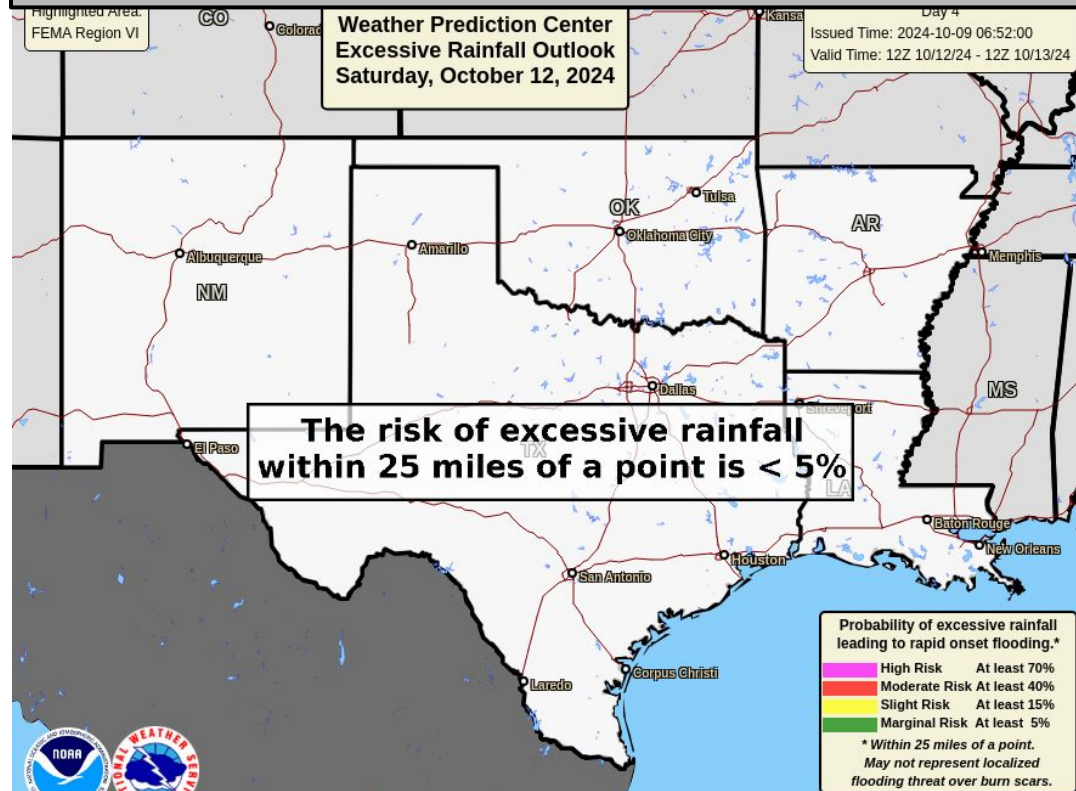 Highlighted Area:
FEMA Region VI
Weather Prediction Center
Excessive Rainfall Outlook
Saturday, October 12, 2024
Day 4
Issued Time: 2024-10-09 06:52:00
Valid Time: 12Z 10/12/24 - 12Z 10/13/24
CO
Colorad
Kansa
Tulsa
OK
Oklahoma City
AR
Amarillo
Albuquerque
Memphis
NM
Dallas
MS
Shreveport
The risk of excessive rainfall
within 25 miles of a point is < 5%
El Paso
TX
LA
Baton Rouge
New Orleans
Houston
San Antonio
Corpus Christi
Laredo
Probability of excessive rainfall
leading to rapid onset flooding.*
High Risk At least 70%
Moderate Risk At least 40%
Slight Risk At least 15%
Marginal Risk At least 5%
* Within 25 miles of a point.
May not represent localized
flooding threat over burn scars.
NOAA